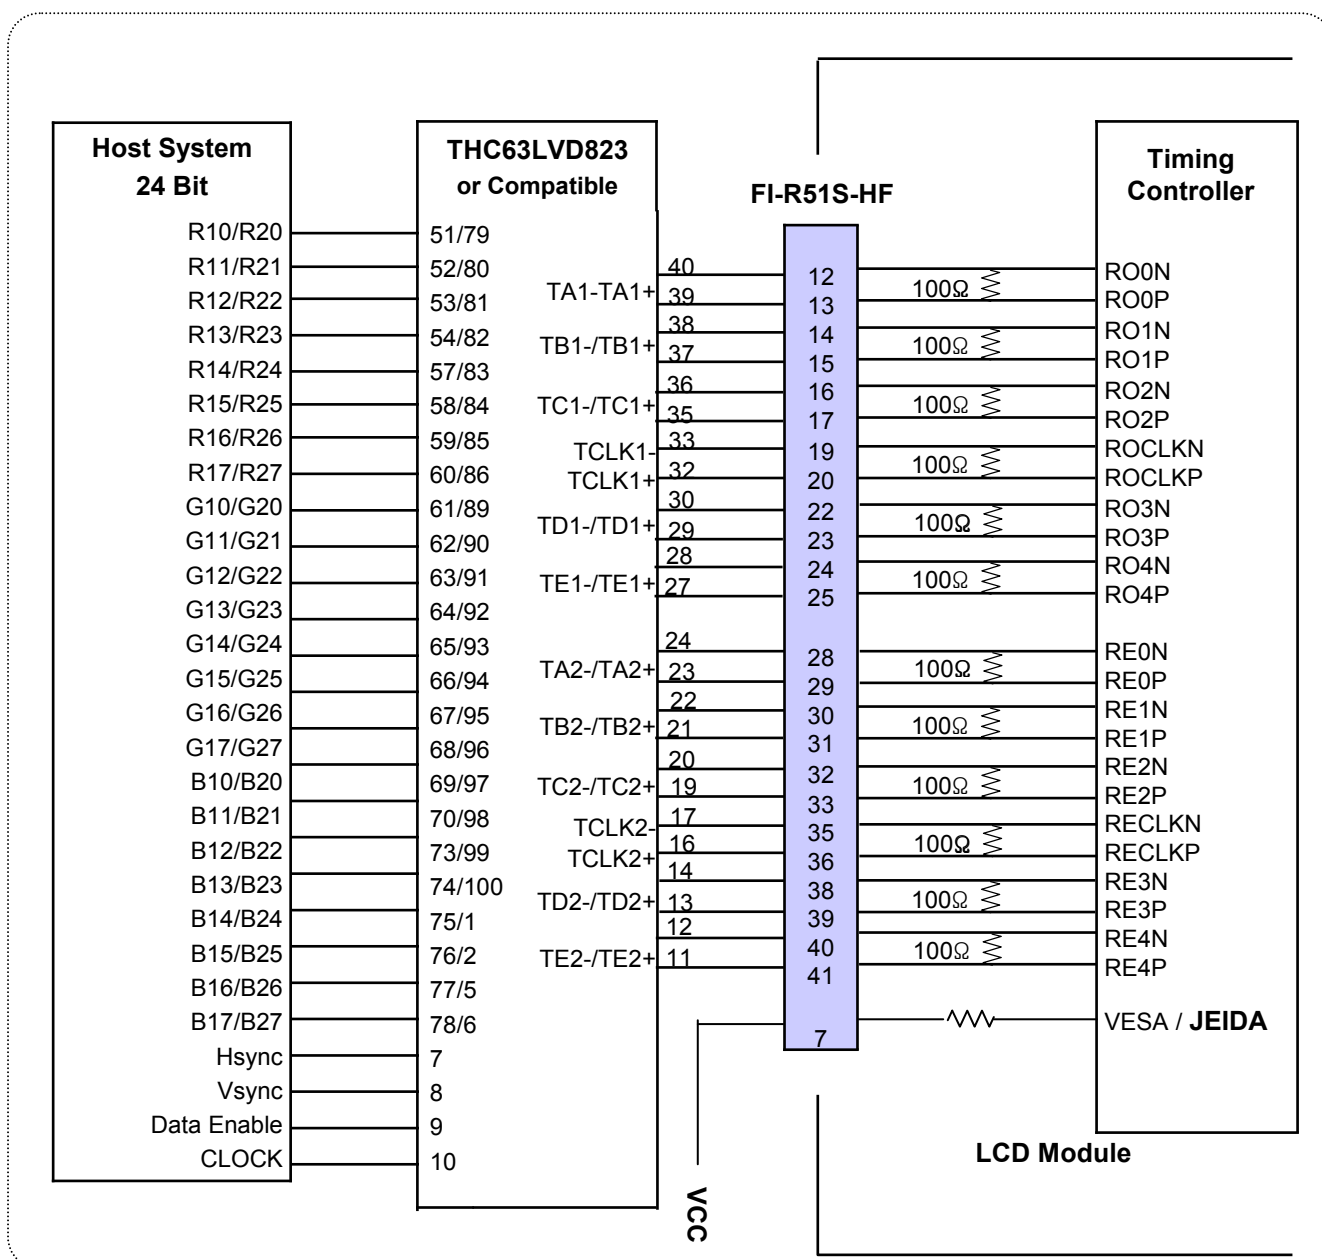 Host System
24 Bit
R10/R20
R11/R21
R12/R22
R13/R23
R14/R24
R15/R25
R16/R26
R17/R27
G10/G20
G11/G21
G12/G22
G13/G23
G14/G24
G15/G25
G16/G26
G17/G27
B10/B20
B11/B21
B12/B22
B13/B23
B14/B24
B15/B25
B16/B26
B17/B27
Hsync
Vsync
Data Enable
CLOCK
THC63LVD823
or Compatible
51/79
52/80
53/81
54/82
57/83
58/84
59/85
60/86
61/89
62/90
63/91
64/92
65/93
66/94
67/95
68/96
69/97
70/98
73/99
74/100
75/1
76/2
77/5
78/6
7
8
9
10
TA1-TA1+
TB1-/TB1+
TC1-/TC1+
TCLK1-
TCLK1+
TD1-/TD1+
TE1-/TE1+
TA2-/TA2+
TB2-/TB2+
TC2-/TC2+
TCLK2-
TCLK2+
TD2-/TD2+
TE2-/TE2+
40
39
38
37
36
35
33
32
30
29
28
27
24
23
22
21
20
19
17
16
14
13
12
11
VCC
FI-R51S-HF
12
13
14
15
16
17
19
20
22
23
24
25
28
29
30
31
32
33
35
36
38
39
40
41
7
100Ω
100Ω
100Ω
100Ω
100Ω
100Ω
100Ω
100Ω
100Ω
100Ω
100Ω
100Ω
Timing
Controller
RO0N
RO0P
RO1N
RO1P
RO2N
RO2P
ROCLKN
ROCLKP
RO3N
RO3P
RO4N
RO4P
RE0N
RE0P
RE1N
RE1P
RE2N
RE2P
RECLKN
RECLKP
RE3N
RE3P
RE4N
RE4P
VESA / JEIDA
LCD Module